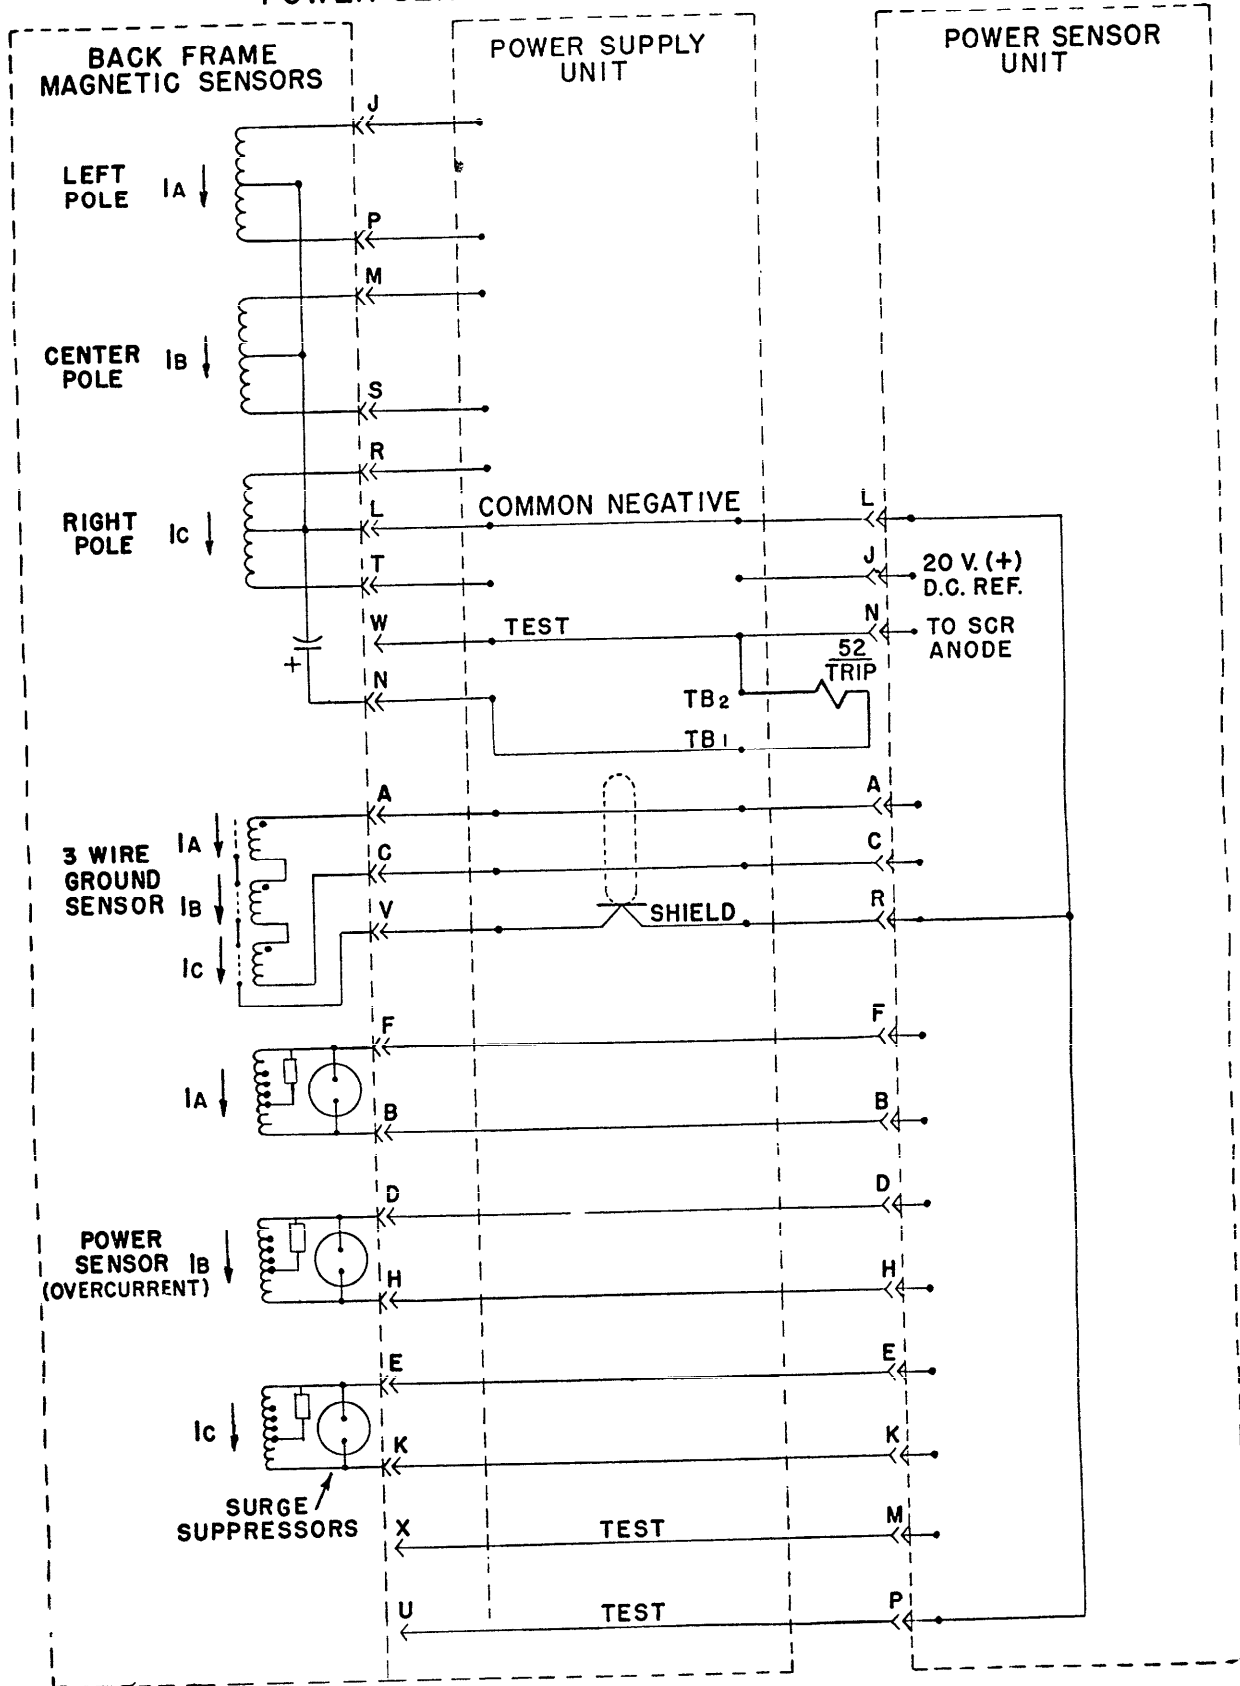 BACK FRAME
MAGNETIC SENSORS
POWER SUPPLY
UNIT
POWER SENSOR
UNIT
J
LEFT
POLE
IA
P
M
CENTER
POLE
IB
S
R
RIGHT
POLE
IC
L
COMMON NEGATIVE
L
T
J
20 V. (+)
D.C. REF.
W
TEST
N
TO SCR
ANODE
52
TRIP
+
N
TB2
TB1
A
A
3 WIRE
GROUND
SENSOR
IA
IB
IC
C
C
V
SHIELD
R
F
F
IA
B
B
D
D
POWER
SENSOR IB
(OVERCURRENT)
H
H
E
E
IC
K
K
SURGE
SUPPRESSORS
X
TEST
M
U
TEST
P